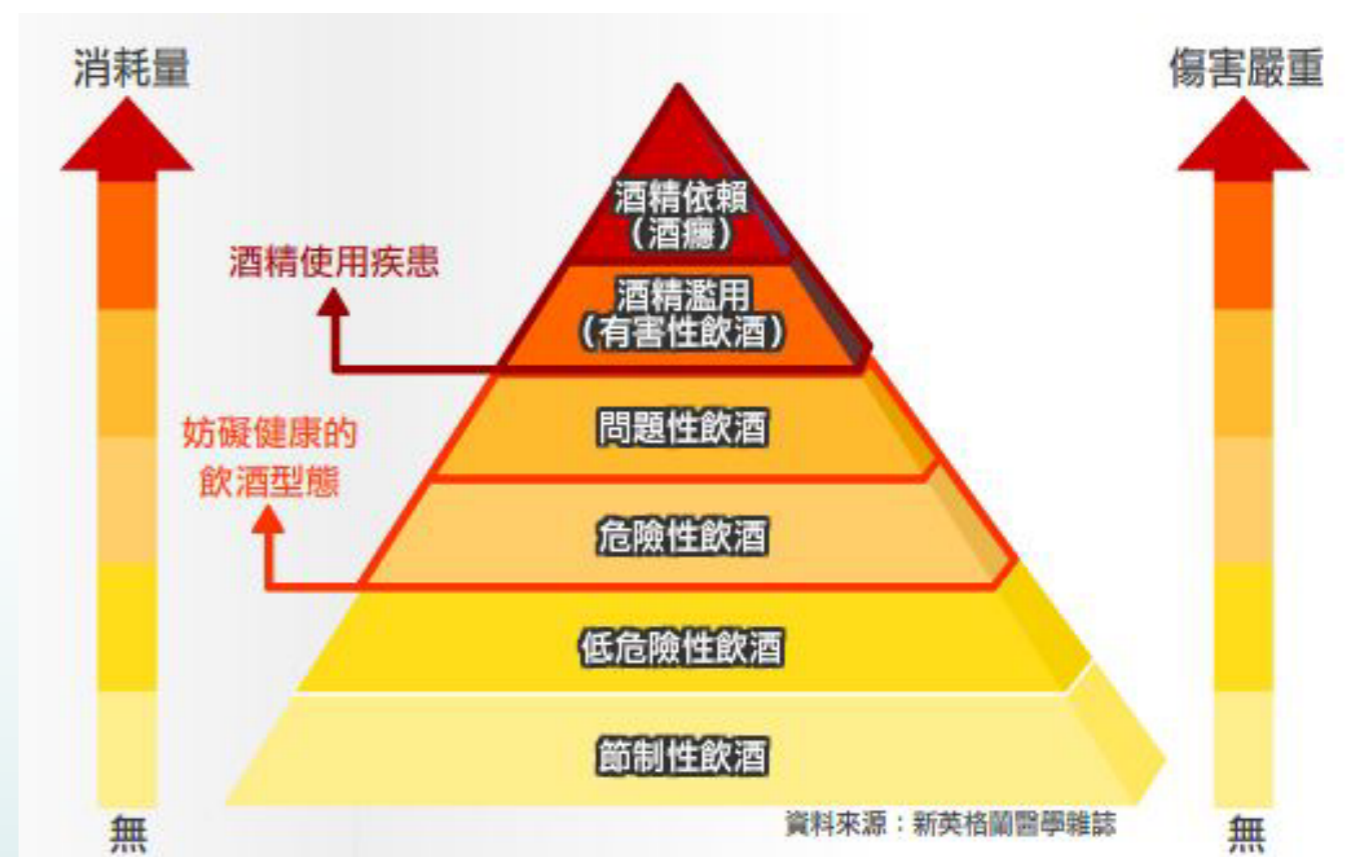 消耗量
傷害嚴重
酒精依賴
(酒癮)
酒精使用疾患
酒精濫用
(有害性飲酒)
問題性飲酒
妨礙健康的
飲酒型態
危險性飲酒
低危險性飲酒
節制性飲酒
資料來源：新英格蘭醫學雜誌
無
無